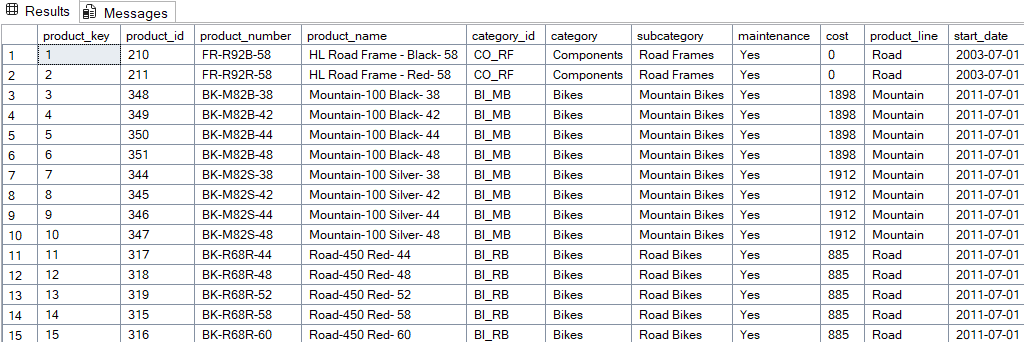 Results Messages
product_key product_id product_number product_name category_id category subcategory maintenance cost product_line start_date
1 1 210 FR-R92B-58 HL Road Frame - Black- 58 CO_RF Components Road Frames Yes 0 Road 2003-07-01
2 2 211 FR-R92R-58 HL Road Frame - Red- 58 CO_RF Components Road Frames Yes 0 Road 2003-07-01
3 3 348 BK-M82B-38 Mountain-100 Black- 38 BI_MB Bikes Mountain Bikes Yes 1898 Mountain 2011-07-01
4 4 349 BK-M82B-42 Mountain-100 Black- 42 BI_MB Bikes Mountain Bikes Yes 1898 Mountain 2011-07-01
5 5 350 BK-M82B-44 Mountain-100 Black- 44 BI_MB Bikes Mountain Bikes Yes 1898 Mountain 2011-07-01
6 6 351 BK-M82B-48 Mountain-100 Black- 48 BI_MB Bikes Mountain Bikes Yes 1898 Mountain 2011-07-01
7 7 344 BK-M82S-38 Mountain-100 Silver- 38 BI_MB Bikes Mountain Bikes Yes 1912 Mountain 2011-07-01
8 8 345 BK-M82S-42 Mountain-100 Silver- 42 BI_MB Bikes Mountain Bikes Yes 1912 Mountain 2011-07-01
9 9 346 BK-M82S-44 Mountain-100 Silver- 44 BI_MB Bikes Mountain Bikes Yes 1912 Mountain 2011-07-01
10 10 347 BK-M82S-48 Mountain-100 Silver- 48 BI_MB Bikes Mountain Bikes Yes 1912 Mountain 2011-07-01
11 11 317 BK-R68R-44 Road-450 Red- 44 BI_RB Bikes Road Bikes Yes 885 Road 2011-07-01
12 12 318 BK-R68R-48 Road-450 Red- 48 BI_RB Bikes Road Bikes Yes 885 Road 2011-07-01
13 13 319 BK-R68R-52 Road-450 Red- 52 BI_RB Bikes Road Bikes Yes 885 Road 2011-07-01
14 14 315 BK-R68R-58 Road-450 Red- 58 BI_RB Bikes Road Bikes Yes 885 Road 2011-07-01
15 15 316 BK-R68R-60 Road-450 Red- 60 BI_RB Bikes Road Bikes Yes 885 Road 2011-07-01